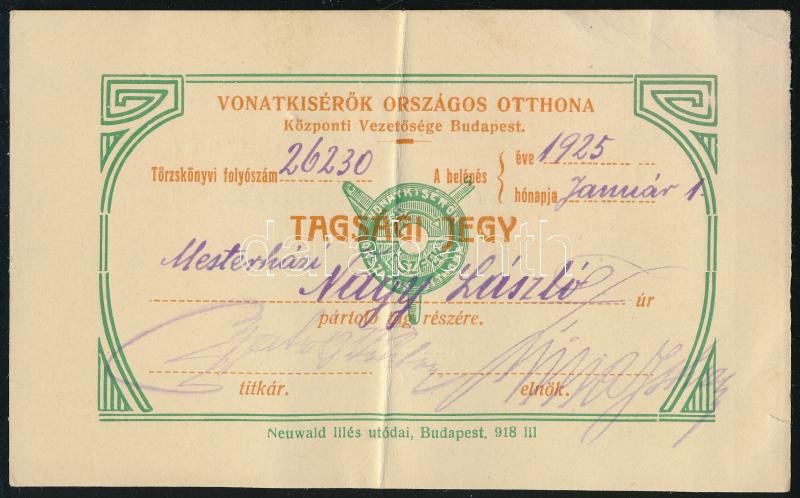 VONATKISÉRŐK ORSZÁGOS OTTHONA
Központi Vezetősége Budapest.
Törzskönyvi folyószám 26230 A belépés éve 1925
hónapja Január 1.
VONATKISÉRŐK
TAGSÁGI JEGY
Mesterházi Nagy László úr
pártoló tag részére.
titkár. elnök.
Neuwald Illés utódai, Budapest. 918 III